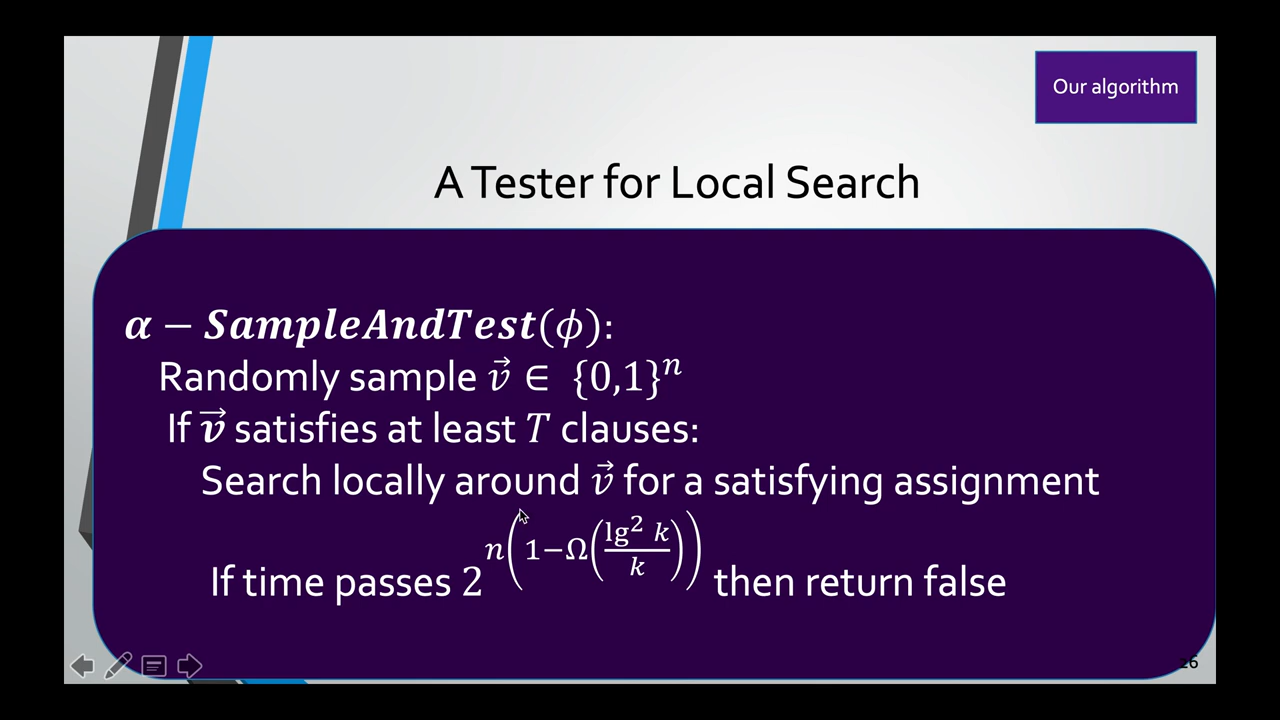 Our algorithm
A Tester for Local Search
α − SampleAndTest(ϕ):
Randomly sample v⃗ ∈ {0,1}ⁿ
If v⃗ satisfies at least T clauses:
Search locally around v⃗ for a satisfying assignment
If time passes 2^{n(1−Ω(lg² k / k))} then return false
26